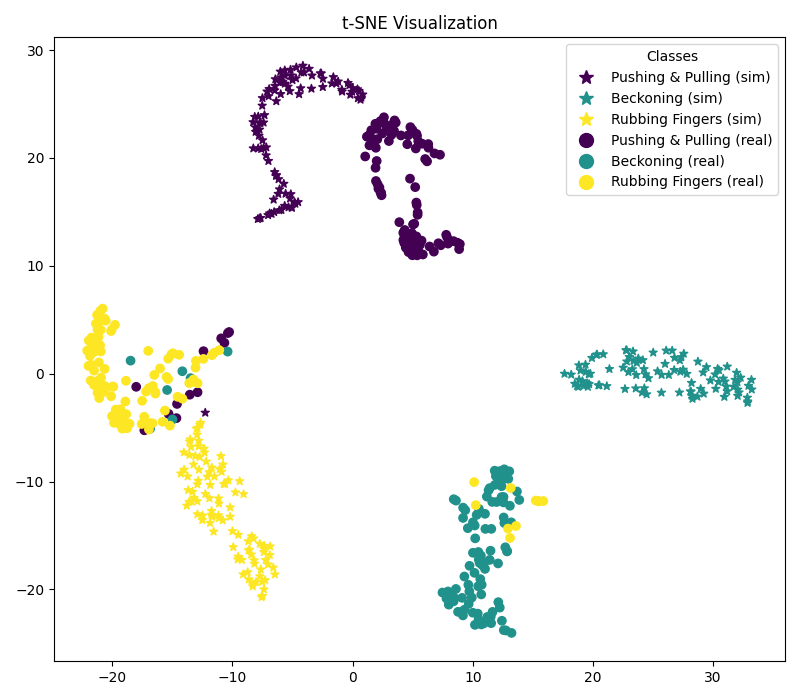 t-SNE Visualization
Classes
Pushing & Pulling (sim)
Beckoning (sim)
Rubbing Fingers (sim)
Pushing & Pulling (real)
Beckoning (real)
Rubbing Fingers (real)
30
20
10
0
−10
−20
−20
−10
0
10
20
30